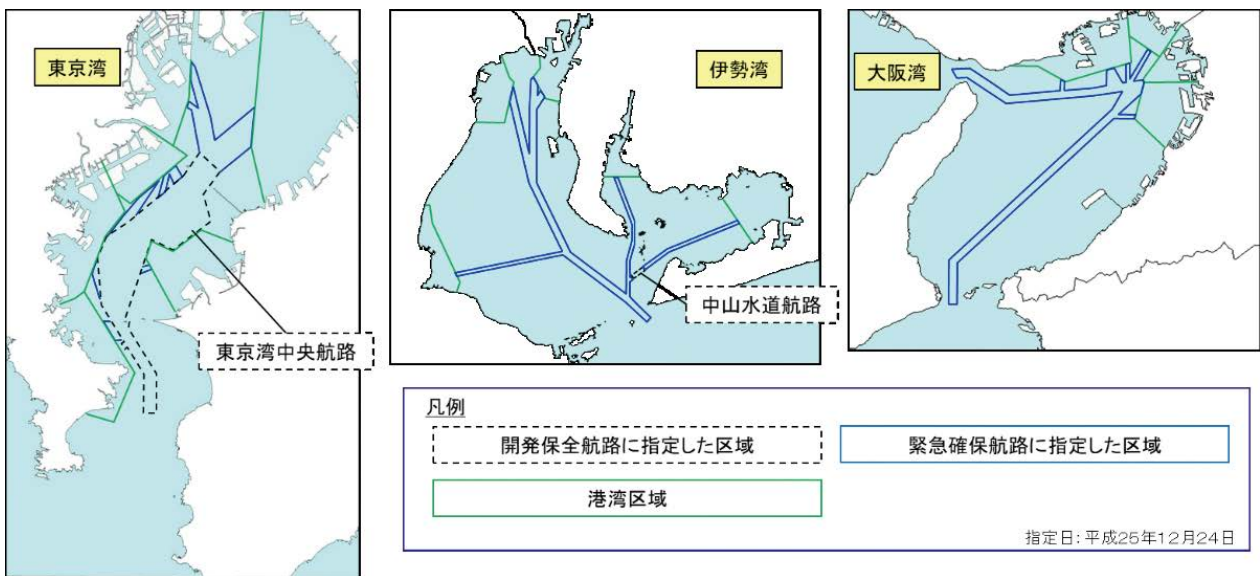 東京湾
東京湾中央航路
伊勢湾
中山水道航路
大阪湾
凡例
開発保全航路に指定した区域
緊急確保航路に指定した区域
港湾区域
指定日:平成25年12月24日